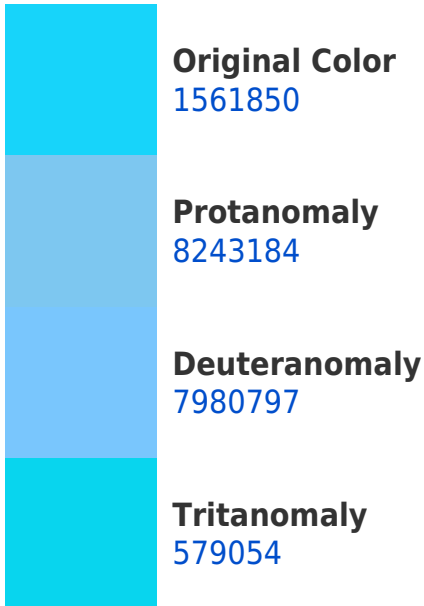 Original Color
1561850
Protanomaly
8243184
Deuteranomaly
7980797
Tritanomaly
579054